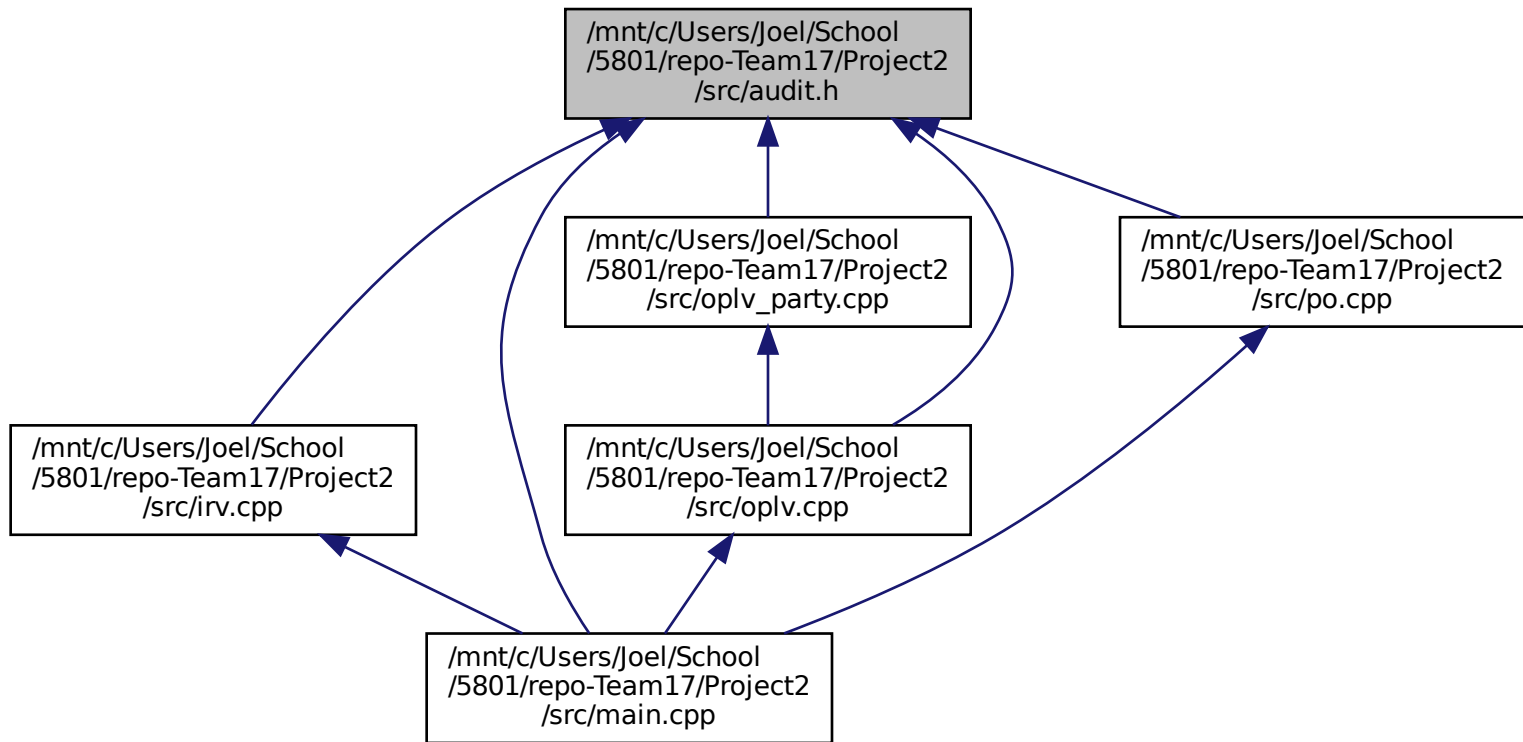 /mnt/c/Users/Joel/School
/5801/repo-Team17/Project2
/src/audit.h
/mnt/c/Users/Joel/School
/5801/repo-Team17/Project2
/src/oplv_party.cpp
/mnt/c/Users/Joel/School
/5801/repo-Team17/Project2
/src/po.cpp
/mnt/c/Users/Joel/School
/5801/repo-Team17/Project2
/src/irv.cpp
/mnt/c/Users/Joel/School
/5801/repo-Team17/Project2
/src/oplv.cpp
/mnt/c/Users/Joel/School
/5801/repo-Team17/Project2
/src/main.cpp